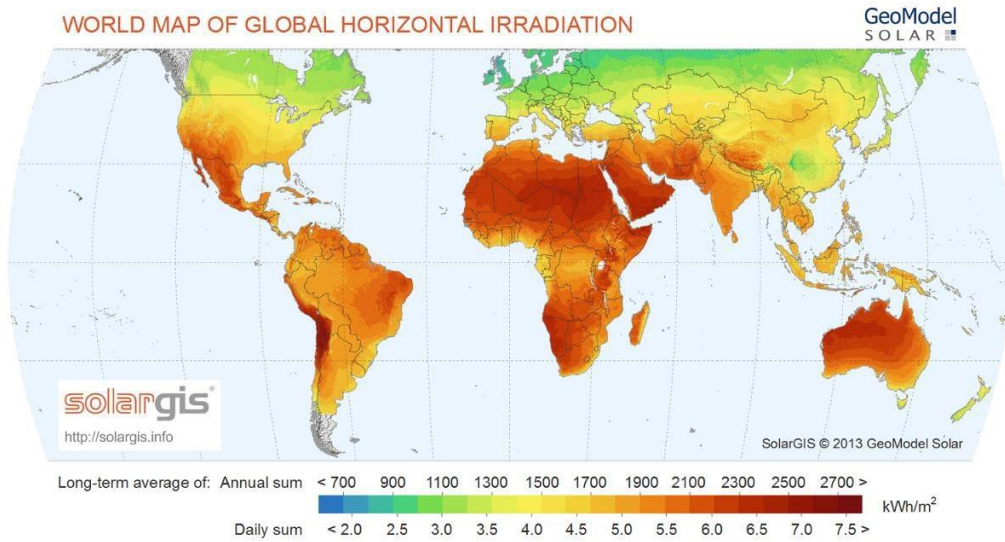 WORLD MAP OF GLOBAL HORIZONTAL IRRADIATION
GeoModel
SOLAR
solargis®
http://solargis.info
SolarGIS © 2013 GeoModel Solar
Long-term average of: Annual sum < 700 900 1100 1300 1500 1700 1900 2100 2300 2500 2700 >
kWh/m²
Daily sum < 2.0 2.5 3.0 3.5 4.0 4.5 5.0 5.5 6.0 6.5 7.0 7.5 >